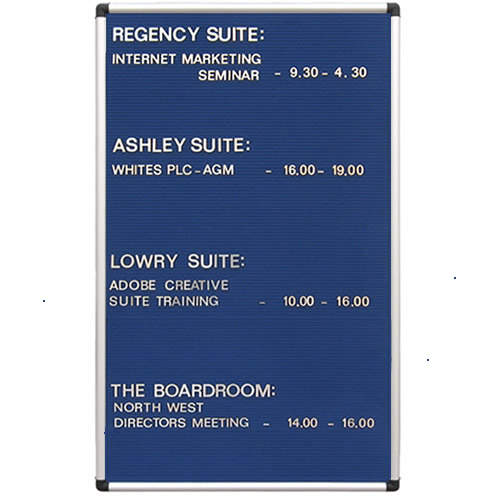 REGENCY SUITE:
INTERNET MARKETING
SEMINAR - 9.30 - 4.30
ASHLEY SUITE:
WHITES PLC - AGM - 16.00 - 19.00
LOWRY SUITE:
ADOBE CREATIVE
SUITE TRAINING - 10.00 - 16.00
THE BOARDROOM:
NORTH WEST
DIRECTORS MEETING - 14.00 - 16.00